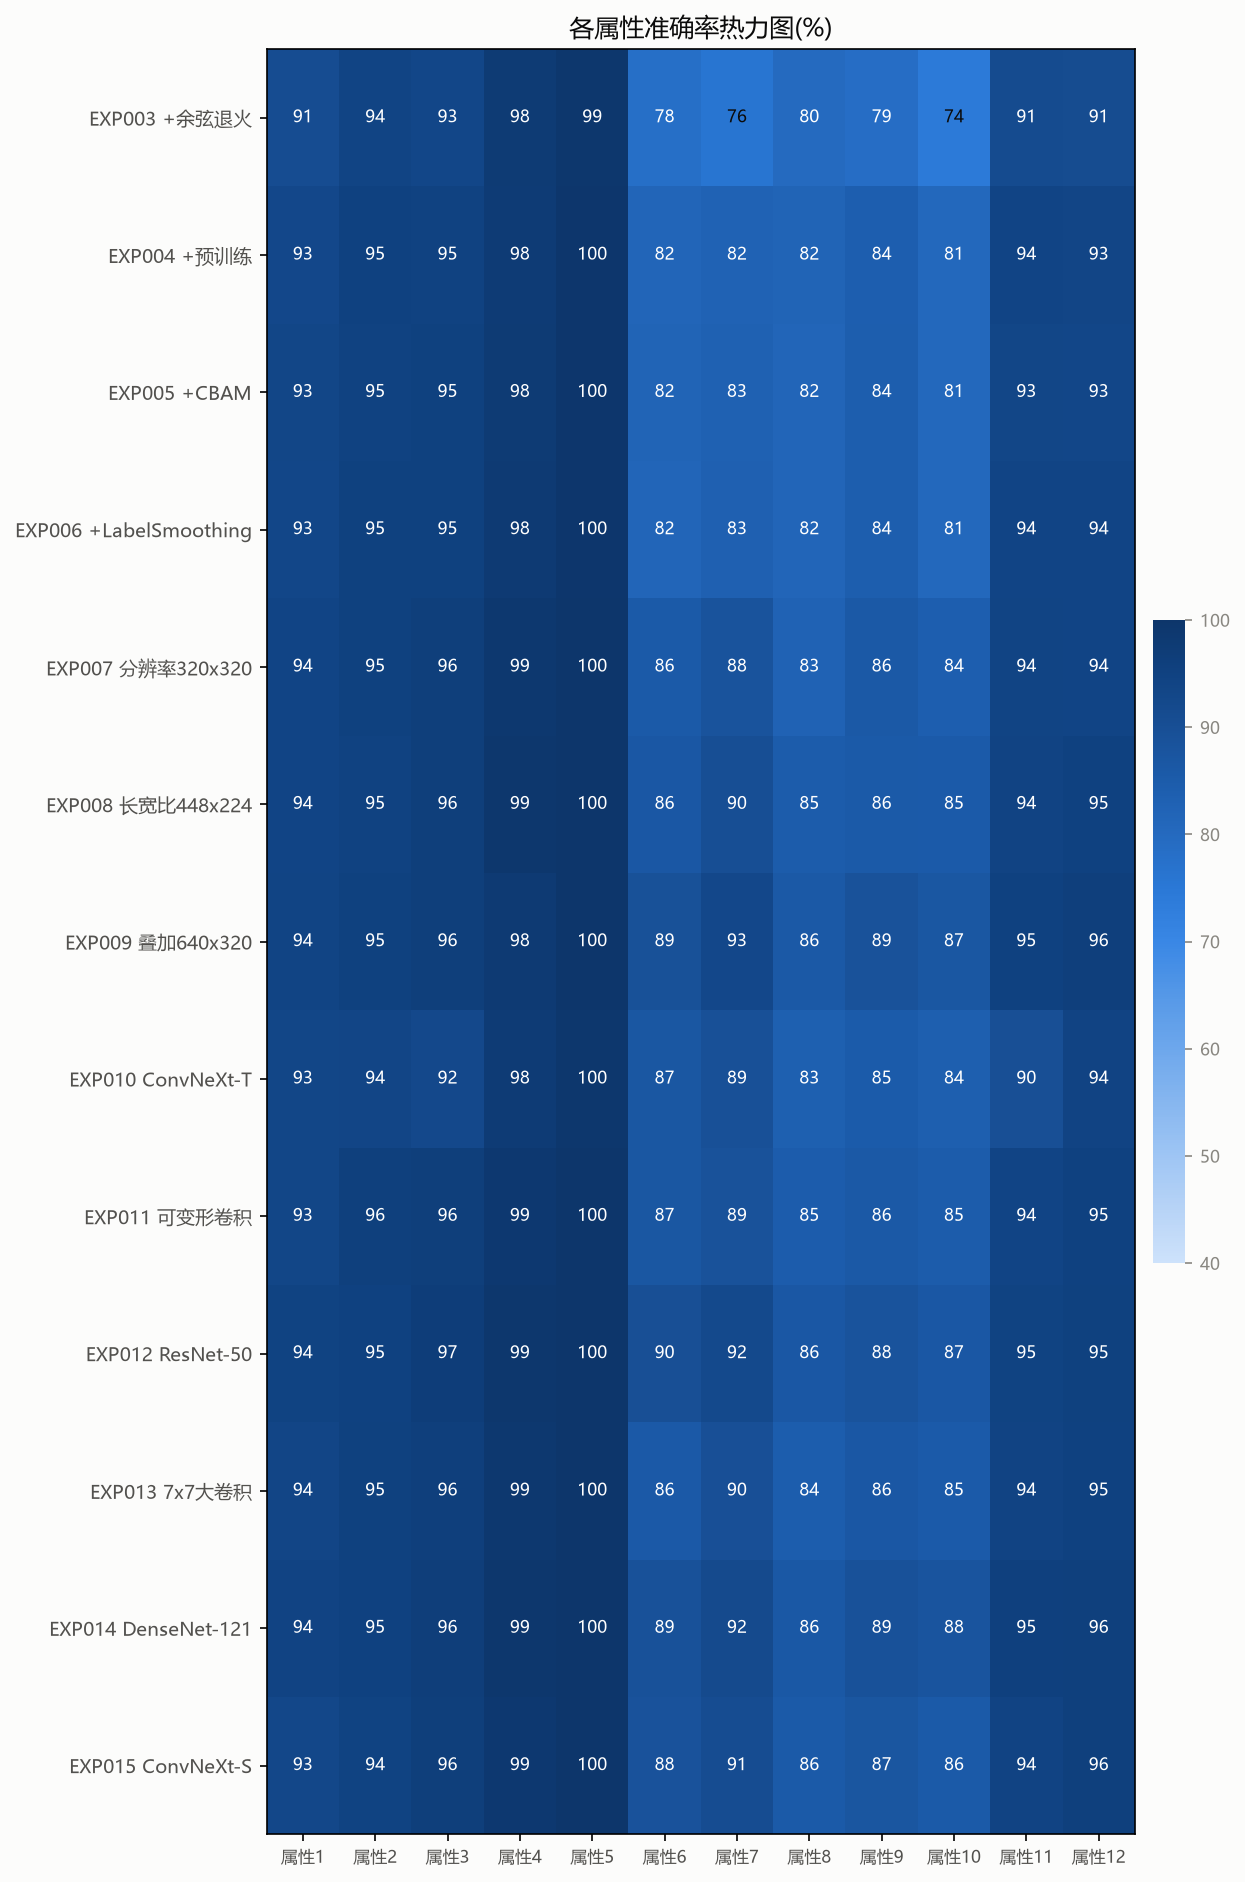 各属性准确率热力图(%)
EXP003 +余弦退火 91 94 93 98 99 78 76 80 79 74 91 91
EXP004 +预训练 93 95 95 98 100 82 82 82 84 81 94 93
EXP005 +CBAM 93 95 95 98 100 82 83 82 84 81 93 93
EXP006 +LabelSmoothing 93 95 95 98 100 82 83 82 84 81 94 94
EXP007 分辨率320x320 94 95 96 99 100 86 88 83 86 84 94 94
EXP008 长宽比448x224 94 95 96 99 100 86 90 85 86 85 94 95
EXP009 叠加640x320 94 95 96 98 100 89 93 86 89 87 95 96
EXP010 ConvNeXt-T 93 94 92 98 100 87 89 83 85 84 90 94
EXP011 可变形卷积 93 96 96 99 100 87 89 85 86 85 94 95
EXP012 ResNet-50 94 95 97 99 100 90 92 86 88 87 95 95
EXP013 7x7大卷积 94 95 96 99 100 86 90 84 86 85 94 95
EXP014 DenseNet-121 94 95 96 99 100 89 92 86 89 88 95 96
EXP015 ConvNeXt-S 93 94 96 99 100 88 91 86 87 86 94 96
属性1 属性2 属性3 属性4 属性5 属性6 属性7 属性8 属性9 属性10 属性11 属性12
100
90
80
70
60
50
40